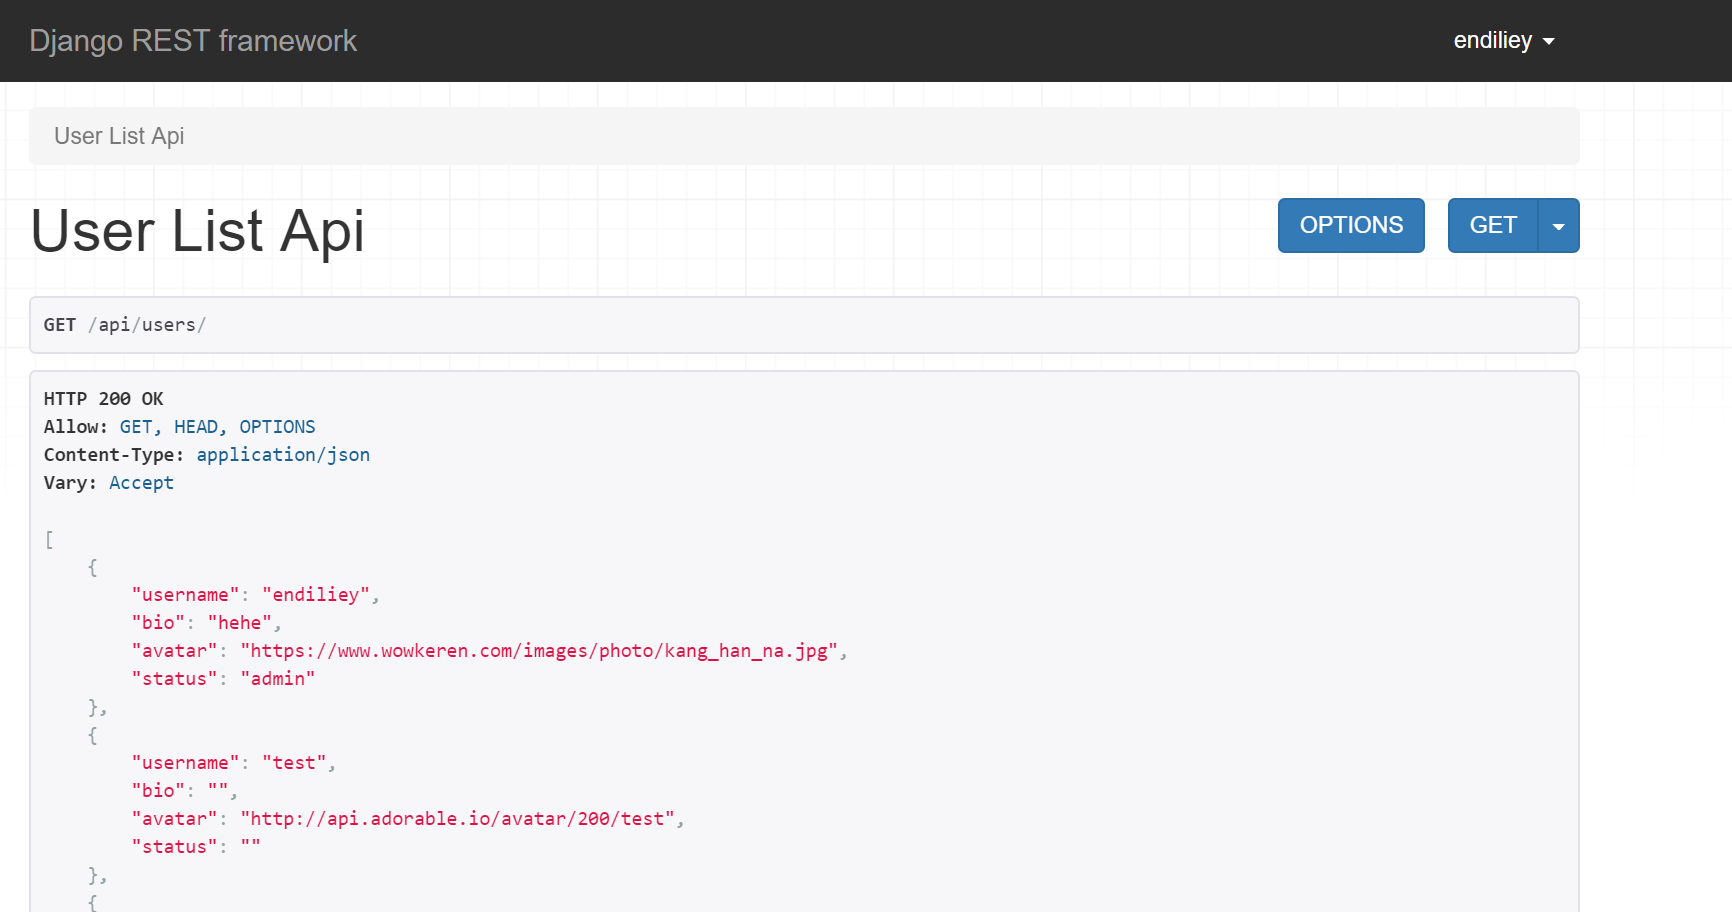 Django REST framework
endiliey
User List Api
User List Api
OPTIONS
GET
GET /api/users/
HTTP 200 OK
Allow: GET, HEAD, OPTIONS
Content-Type: application/json
Vary: Accept
[
    {
        "username": "endiliey",
        "bio": "hehe",
        "avatar": "https://www.wowkeren.com/images/photo/kang_han_na.jpg",
        "status": "admin"
    },
    {
        "username": "test",
        "bio": "",
        "avatar": "http://api.adorable.io/avatar/200/test",
        "status": ""
    },
    {